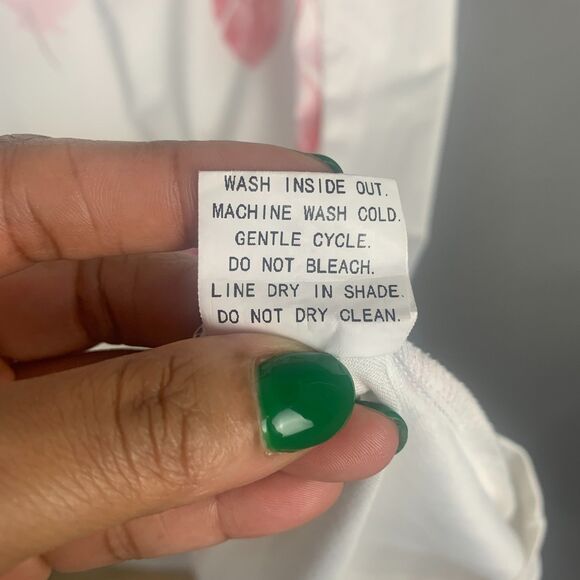 WASH INSIDE OUT.
MACHINE WASH COLD.
GENTLE CYCLE.
DO NOT BLEACH.
LINE DRY IN SHADE.
DO NOT DRY CLEAN.